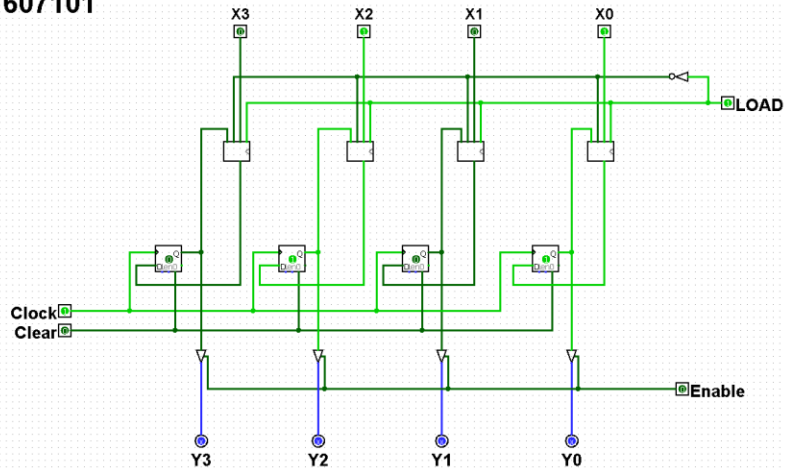 607101
X3 X2 X1 X0
LOAD
Clock
Clear
Enable
Y3 Y2 Y1 Y0